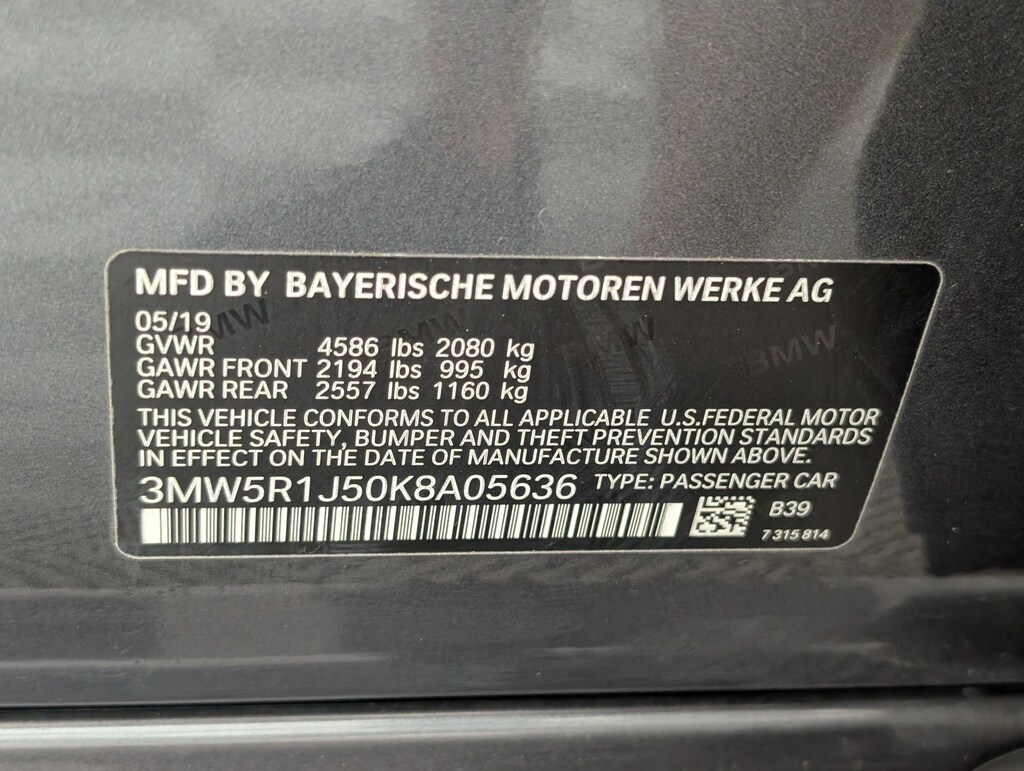 MFD BY BAYERISCHE MOTOREN WERKE AG
05/19
GVWR 4586 lbs 2080 kg
GAWR FRONT 2194 lbs 995 kg
GAWR REAR 2557 lbs 1160 kg
THIS VEHICLE CONFORMS TO ALL APPLICABLE U.S.FEDERAL MOTOR
VEHICLE SAFETY, BUMPER AND THEFT PREVENTION STANDARDS
IN EFFECT ON THE DATE OF MANUFACTURE SHOWN ABOVE.
3MW5R1J50K8A05636 TYPE: PASSENGER CAR
B39
7 315 814